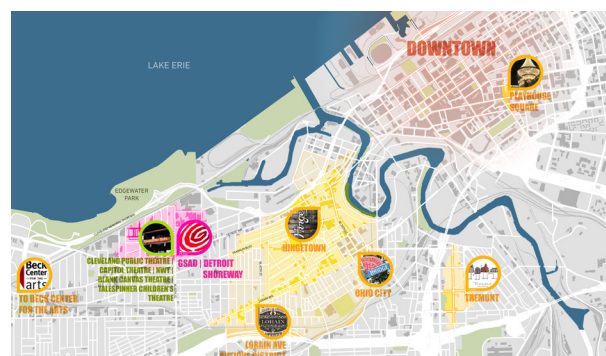 DOWNTOWN
LAKE ERIE
PLAYHOUSE
SQUARE
EDGEWATER
PARK
HINGETOWN
CLEVELAND PUBLIC THEATRE |
CAPITOL THEATRE | NWT |
BLANK CANVAS THEATRE |
TALESPINNER CHILDREN'S
THEATRE
GSAD | DETROIT
SHOREWAY
Beck
Center
FOR THE
arts
TO BECK CENTER
FOR THE ARTS
OHIO CITY
TREMONT
LORAIN
LORAIN AVE